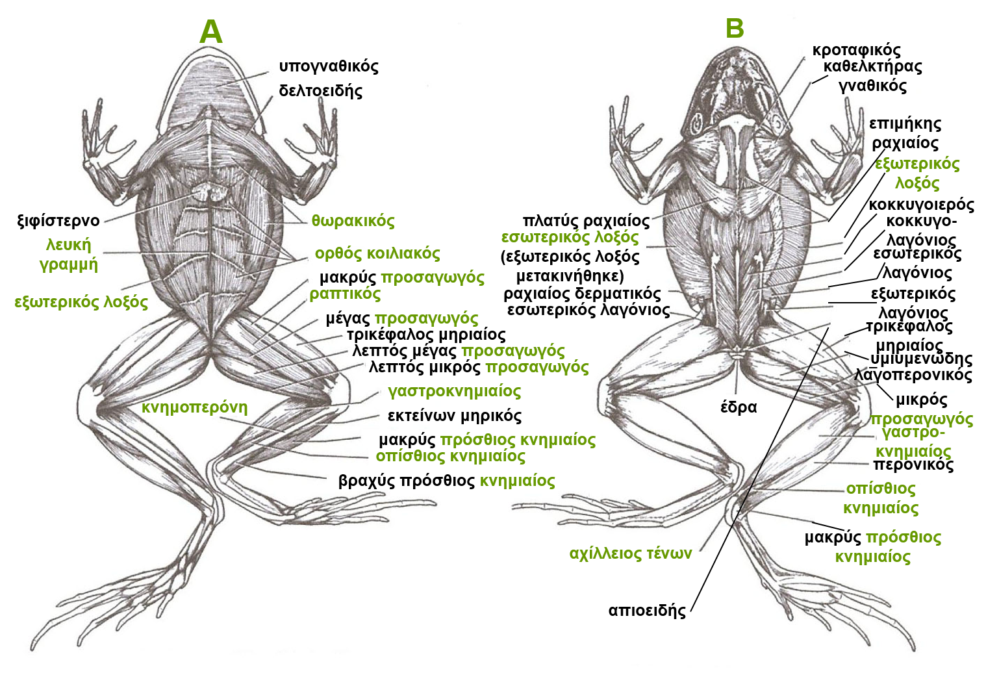 A
υπογναθικός
δελτοειδής
ξιφίστερνο
λευκή
γραμμή
εξωτερικός λοξός
θωρακικός
ορθός κοιλιακός
μακρύς προσαγωγός
ραπτικός
μέγας προσαγωγός
τρικέφαλος μηριαίος
λεπτός μέγας προσαγωγός
λεπτός μικρός προσαγωγός
γαστροκνημιαίος
κνημοπερόνη
εκτείνων μηρικός
μακρύς πρόσθιος κνημιαίος
οπίσθιος κνημιαίος
βραχύς πρόσθιος κνημιαίος
B
κροταφικός
καθελκτήρας
γναθικός
επιμήκης
ραχιαίος
εξωτερικός
λοξός
κοκκυγοιερός
κοκκυγο-
λαγόνιος
εσωτερικός
λαγόνιος
εξωτερικός
λαγόνιος
τρικέφαλος
μηριαίος
υμιυμενώδης
λαγοπερονικός
μικρός
προσαγωγός
γαστρο-
κνημιαίος
περονικός
οπίσθιος
κνημιαίος
μακρύς πρόσθιος
κνημιαίος
πλατύς ραχιαίος
εσωτερικός λοξός
(εξωτερικός λοξός
μετακινήθηκε)
ραχιαίος δερματικός
εσωτερικός λαγόνιος
έδρα
αχίλλειος τένων
απιοειδής